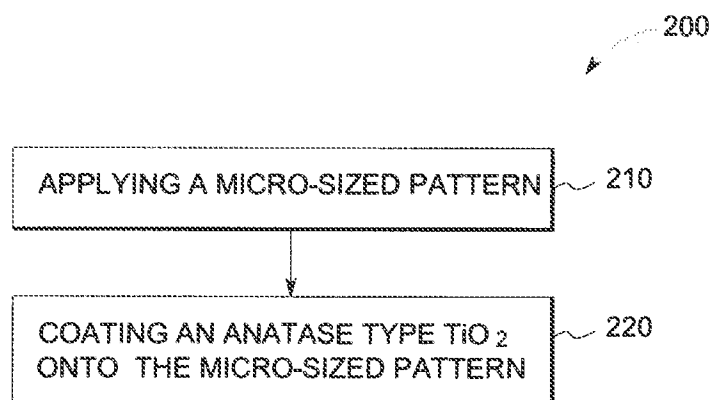 200
APPLYING A MICRO-SIZED PATTERN
210
COATING AN ANATASE TYPE TiO2
ONTO THE MICRO-SIZED PATTERN
220